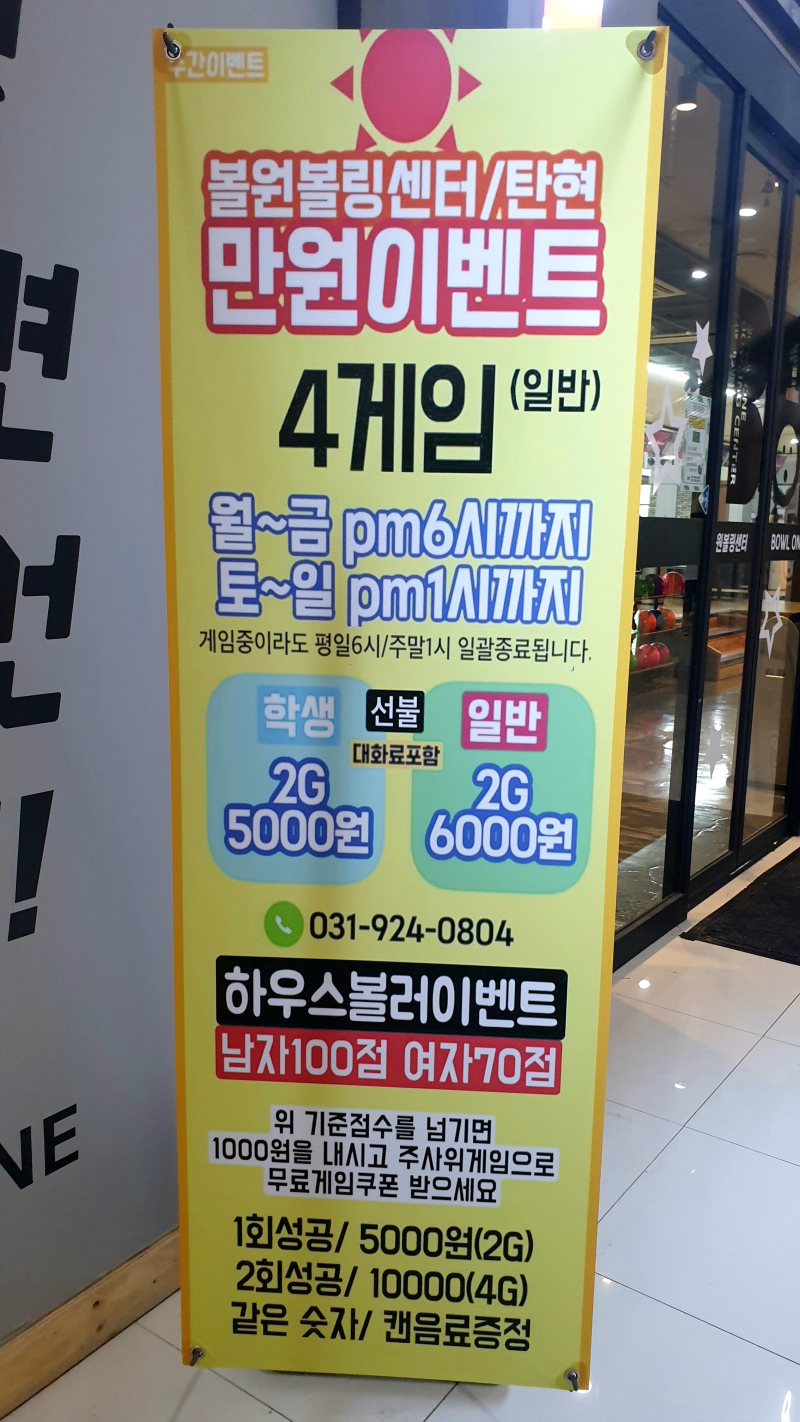 주간이벤트
볼원볼링센터/탄현
만원이벤트
4게임 (일반)
월~금 pm6시까지
토~일 pm1시까지
게임중이라도 평일6시/주말1시 일괄종료됩니다.
학생 선불 일반
대화료포함
2G 2G
5000원 6000원
031-924-0804
하우스볼러이벤트
남자100점 여자70점
위 기준점수를 넘기면
1000원을 내시고 주사위게임으로
무료게임쿠폰 받으세요
1회성공/ 5000원(2G)
2회성공/ 10000(4G)
같은 숫자/ 캔음료증정
원볼링센터 BOWL ON
NE